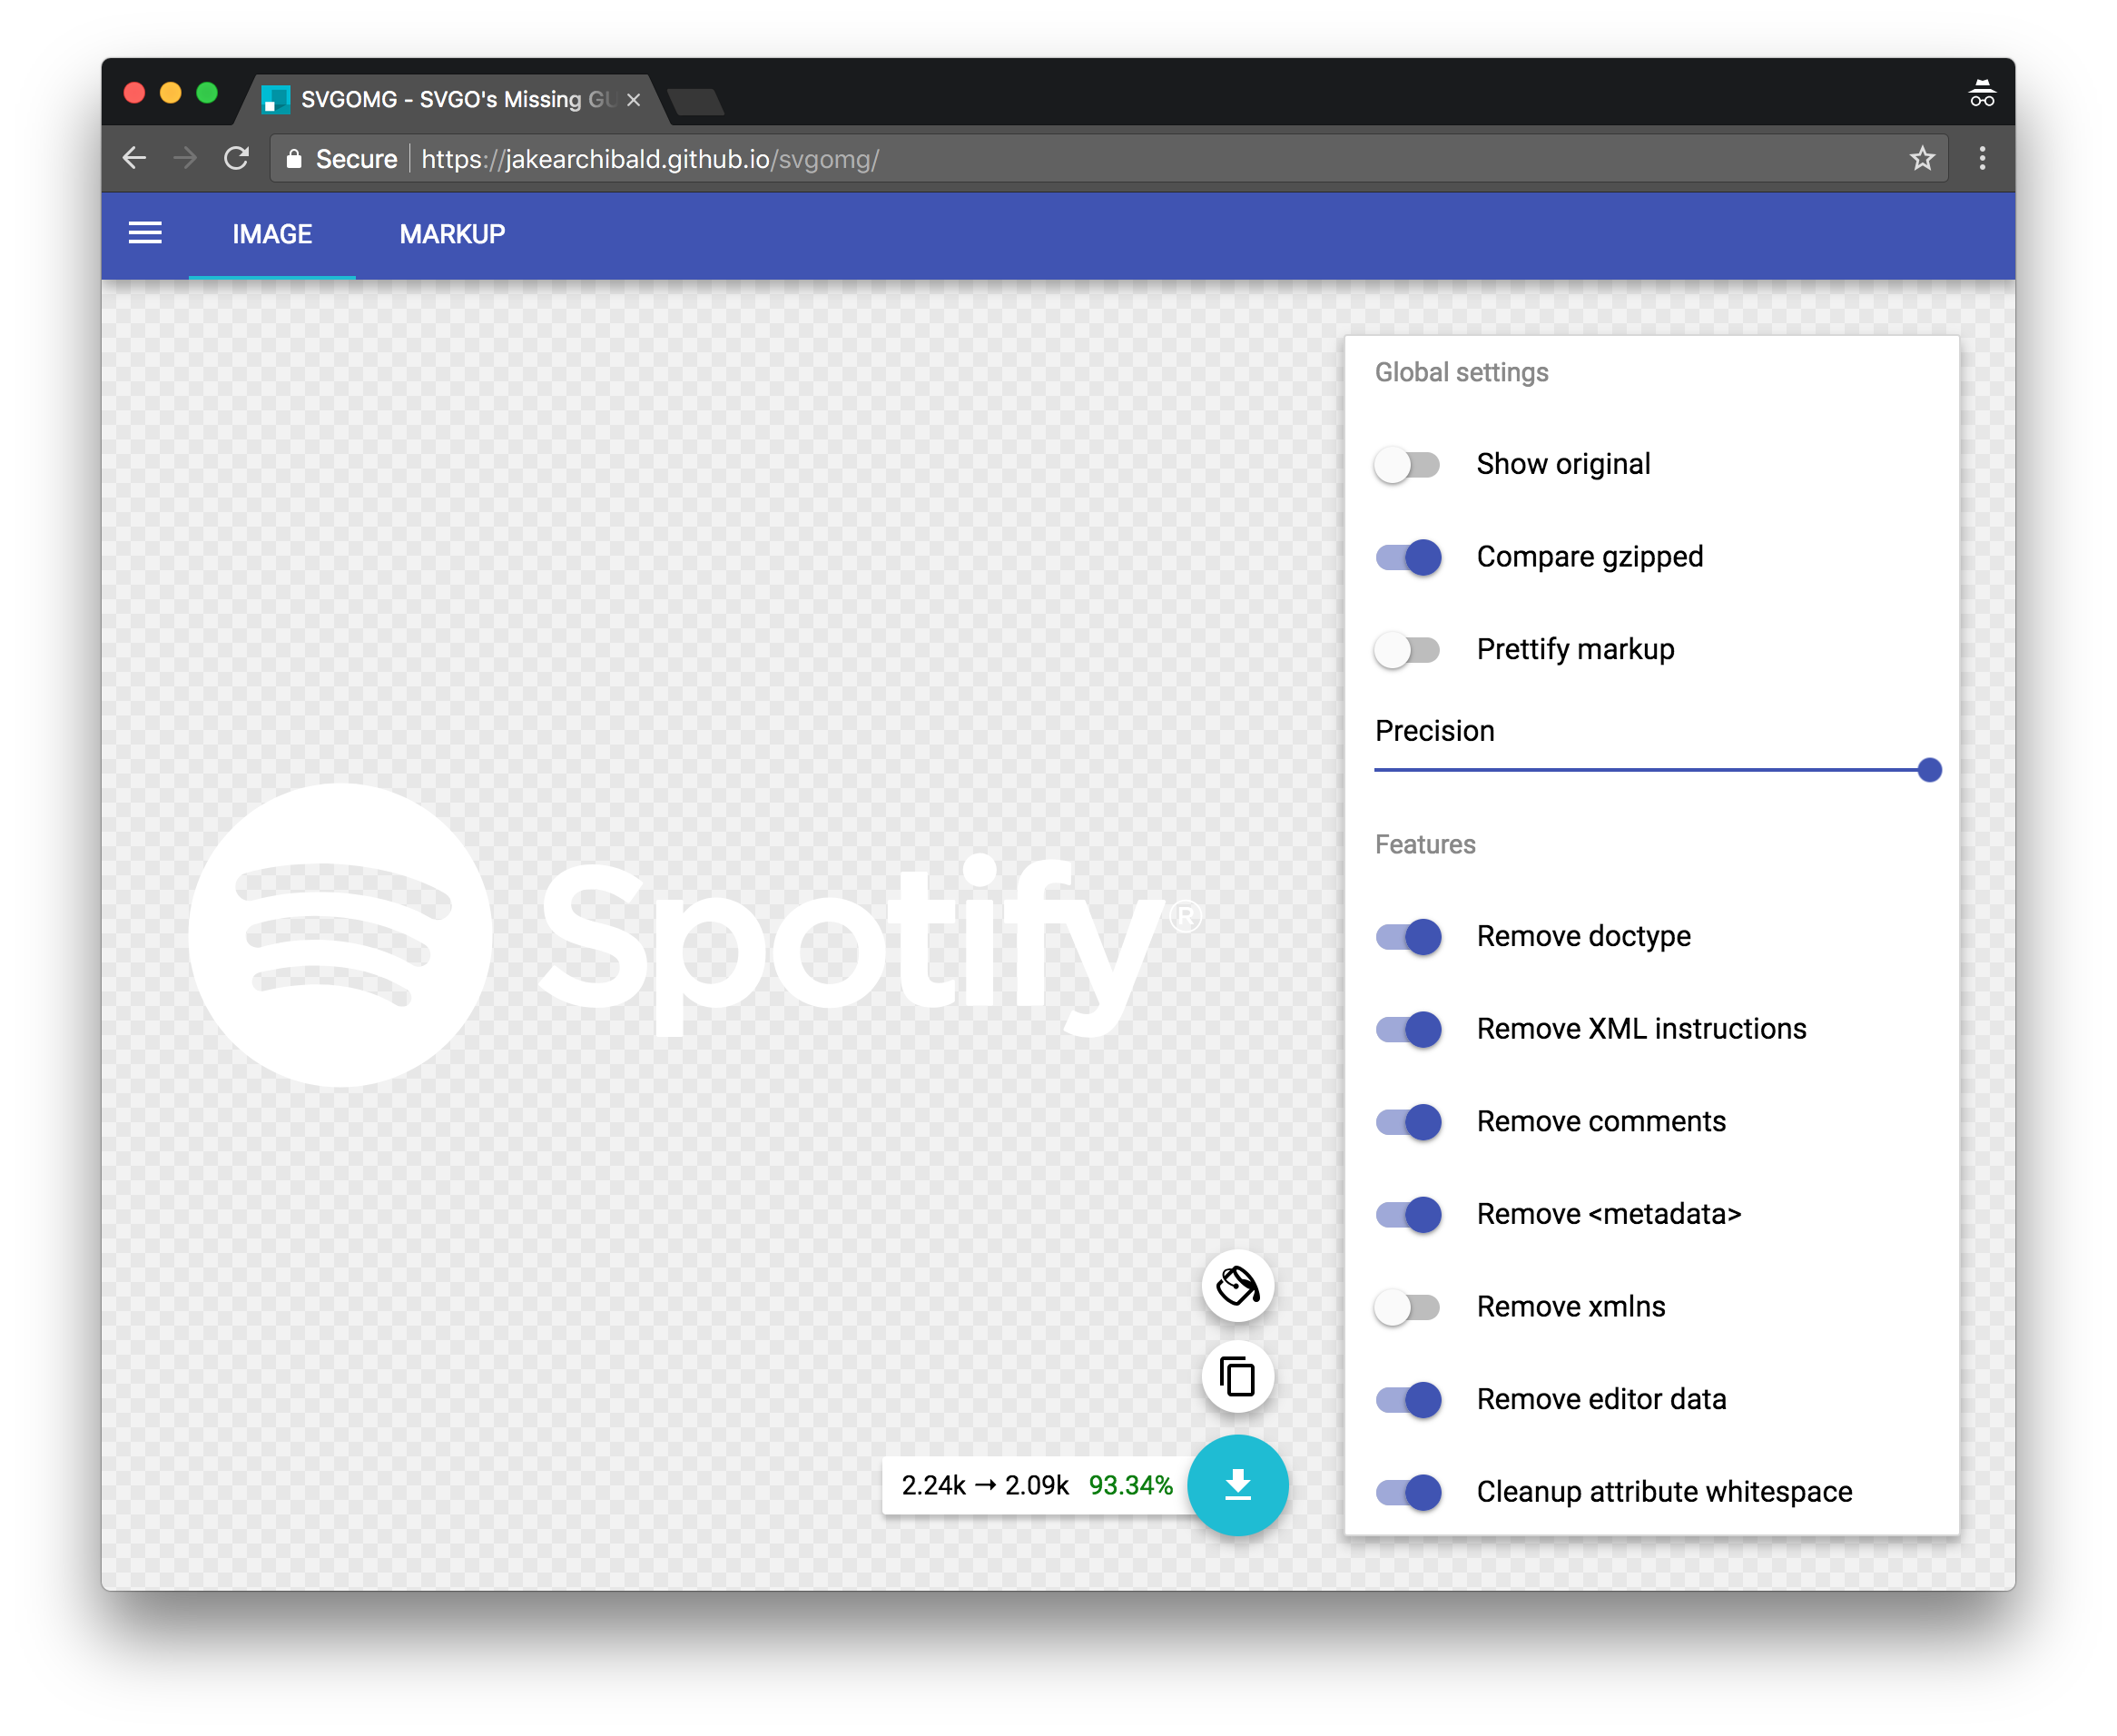 SVGOMG - SVGO's Missing GU
Secure https://jakearchibald.github.io/svgomg/
IMAGE MARKUP
Global settings
Show original
Compare gzipped
Prettify markup
Precision
Features
Spotify®
Remove doctype
Remove XML instructions
Remove comments
Remove <metadata>
Remove xmlns
Remove editor data
Cleanup attribute whitespace
2.24k → 2.09k 93.34%